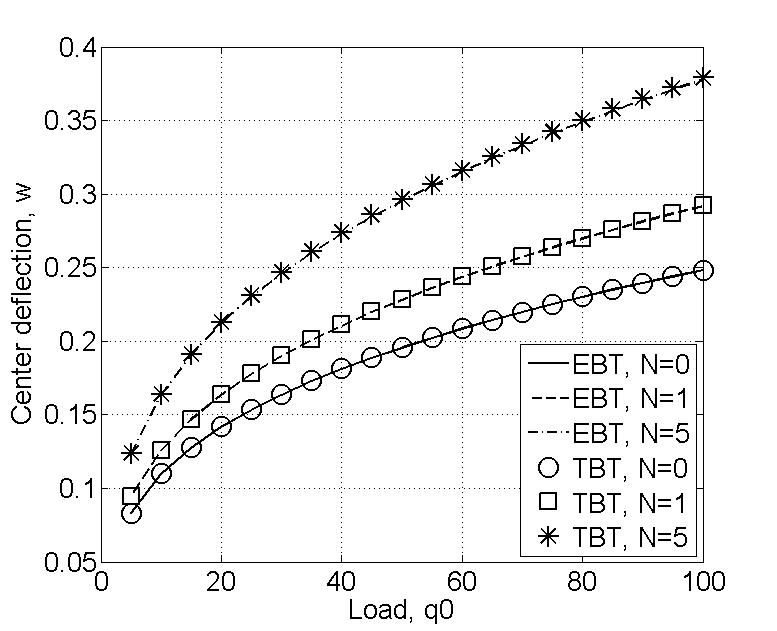 0.4
0.35
0.3
0.25
0.2
0.15
0.1
0.05
Center deflection, w
0
20
40
60
80
100
Load, q0
EBT, N=0
EBT, N=1
EBT, N=5
TBT, N=0
TBT, N=1
TBT, N=5